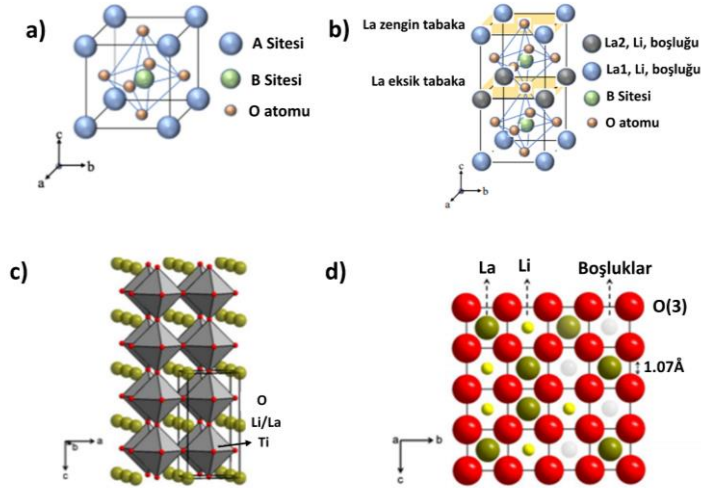 a)
A Sitesi
B Sitesi
O atomu
c
b
a
b)
La zengin tabaka
La eksik tabaka
La2, Li, boşluğu
La1, Li, boşluğu
B Sitesi
O atomu
c
b
a
c)
O
Li/La
Ti
a
b
c
d)
La
Li
Boşluklar
O(3)
1.07Å
a
b
c